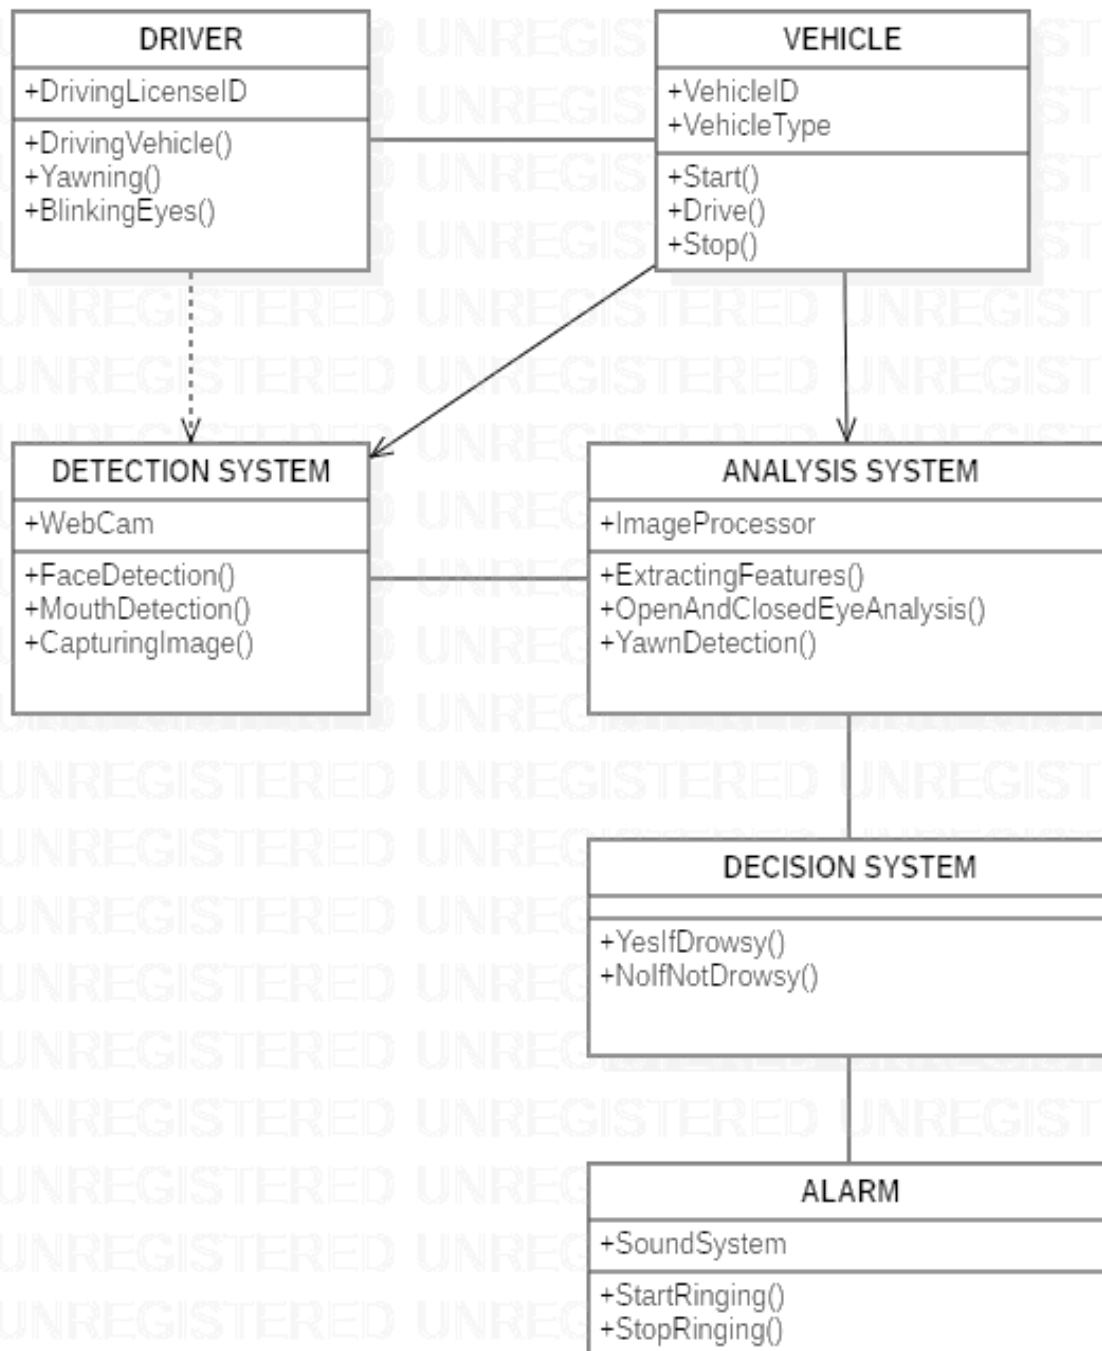 DRIVER
+DrivingLicenseID
+DrivingVehicle()
+Yawning()
+BlinkingEyes()
VEHICLE
+VehicleID
+VehicleType
+Start()
+Drive()
+Stop()
DETECTION SYSTEM
+WebCam
+FaceDetection()
+MouthDetection()
+CapturingImage()
ANALYSIS SYSTEM
+ImageProcessor
+ExtractingFeatures()
+OpenAndClosedEyeAnalysis()
+YawnDetection()
DECISION SYSTEM
+YesIfDrowsy()
+NoIfNotDrowsy()
ALARM
+SoundSystem
+StartRinging()
+StopRinging()
UNREGISTERED